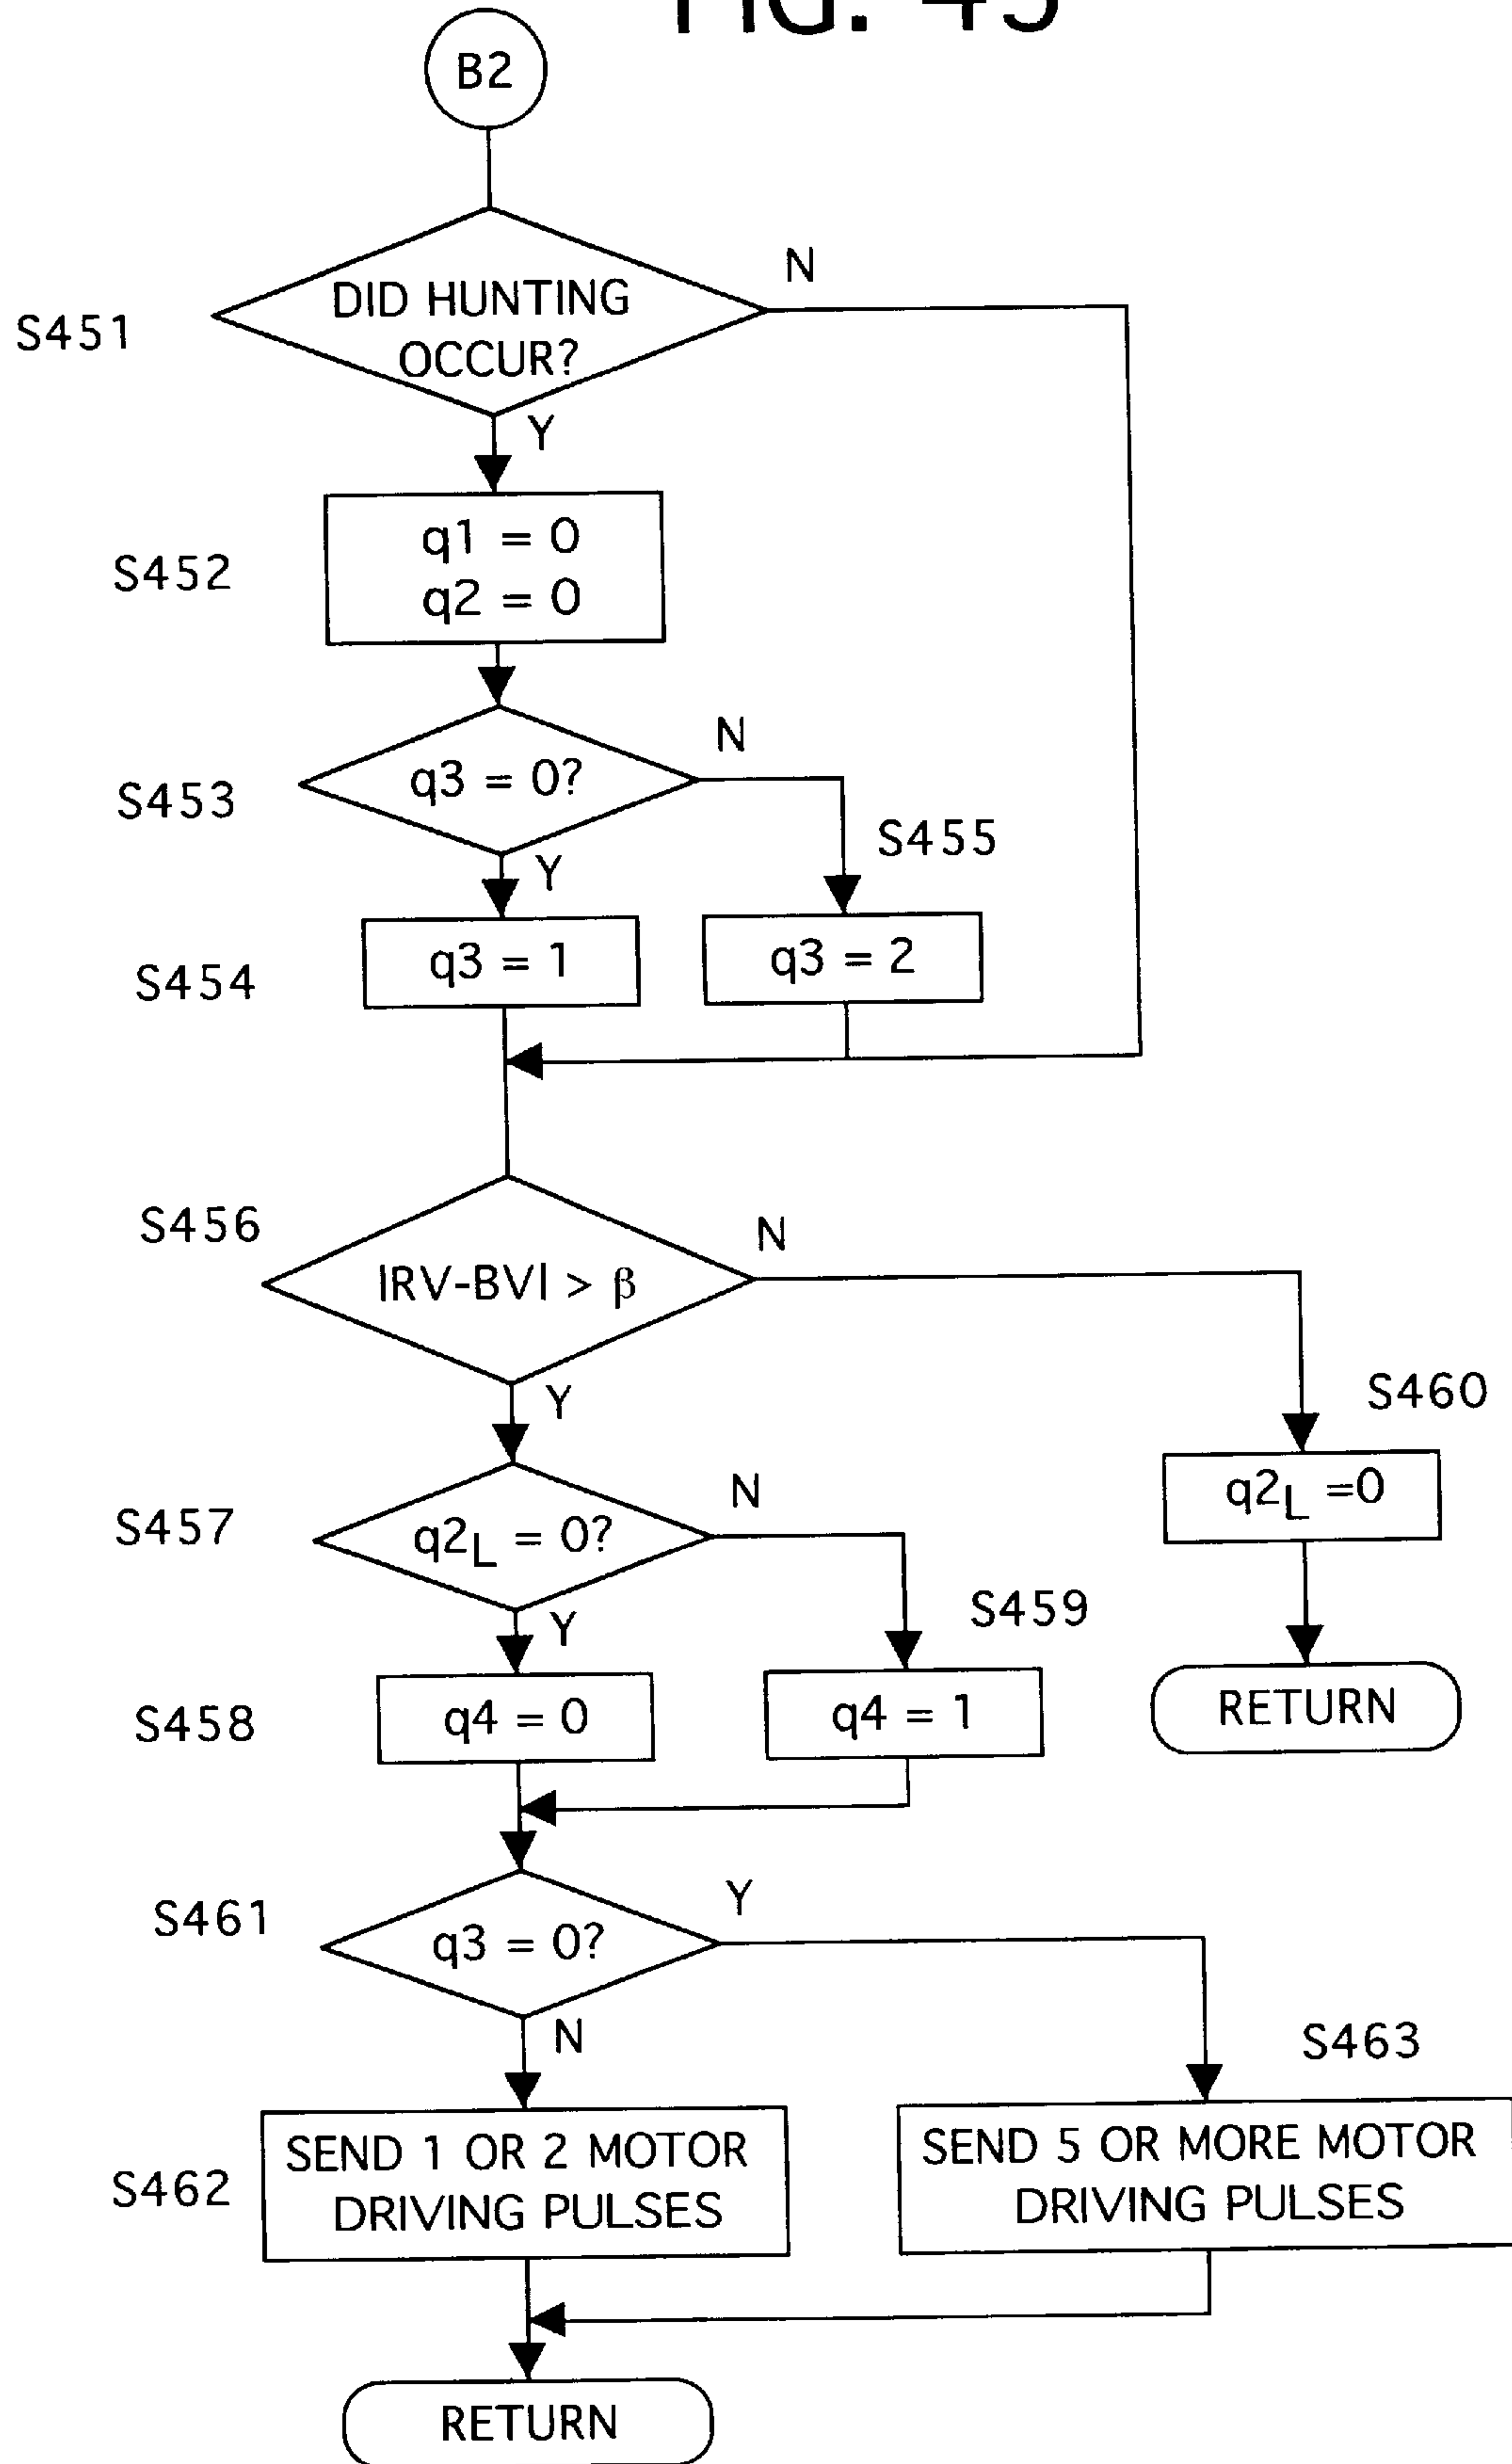 FIG. 45
B2
N
DID HUNTING
OCCUR?
S451
Y
q1 = 0
q2 = 0
S452
N
q3 = 0?
S453
S455
Y
q3 = 1
q3 = 2
S454
S456
N
|RV-BV| > β
Y
S460
q2L =0
N
S457
q2L = 0?
S459
Y
q4 = 0
q4 = 1
RETURN
S458
Y
S461
q3 = 0?
N
S463
SEND 1 OR 2 MOTOR
DRIVING PULSES
SEND 5 OR MORE MOTOR
DRIVING PULSES
S462
RETURN